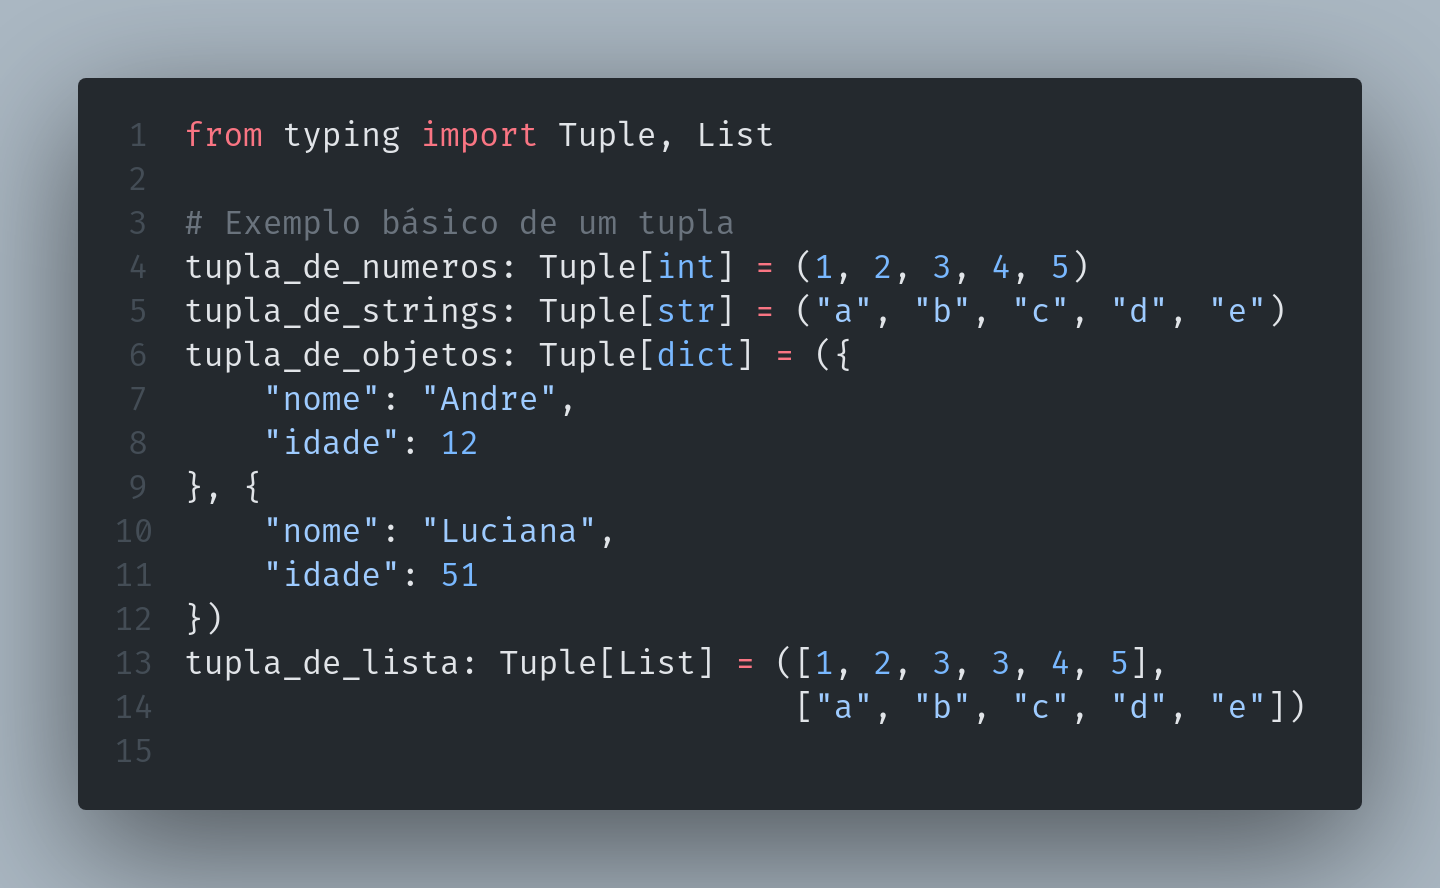 1 from typing import Tuple, List
2
3 # Exemplo básico de um tupla
4 tupla_de_numeros: Tuple[int] = (1, 2, 3, 4, 5)
5 tupla_de_strings: Tuple[str] = ("a", "b", "c", "d", "e")
6 tupla_de_objetos: Tuple[dict] = ({
7     "nome": "Andre",
8     "idade": 12
9 }, {
10     "nome": "Luciana",
11     "idade": 51
12 })
13 tupla_de_lista: Tuple[List] = ([1, 2, 3, 3, 4, 5],
14                                ["a", "b", "c", "d", "e"])
15